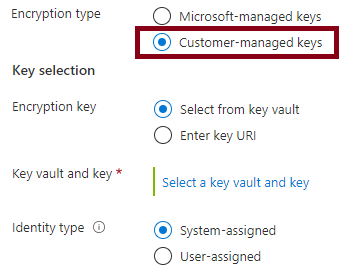 Encryption type
Microsoft-managed keys
Customer-managed keys
Key selection
Encryption key
Select from key vault
Enter key URI
Key vault and key *
Select a key vault and key
Identity type
System-assigned
User-assigned